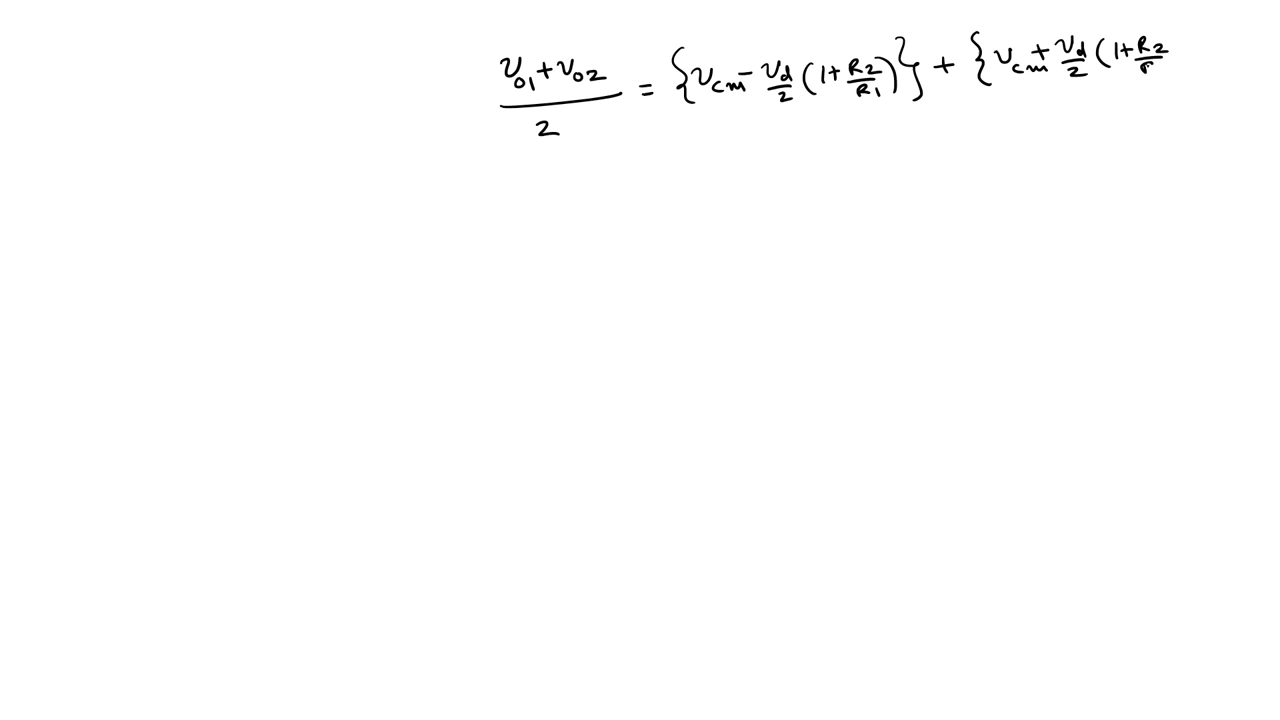 (v_o1 + v_o2)/2 = {v_cm - v_d/2 (1 + R2/R1)} + {v_cm + v_d/2 (1 + R2/